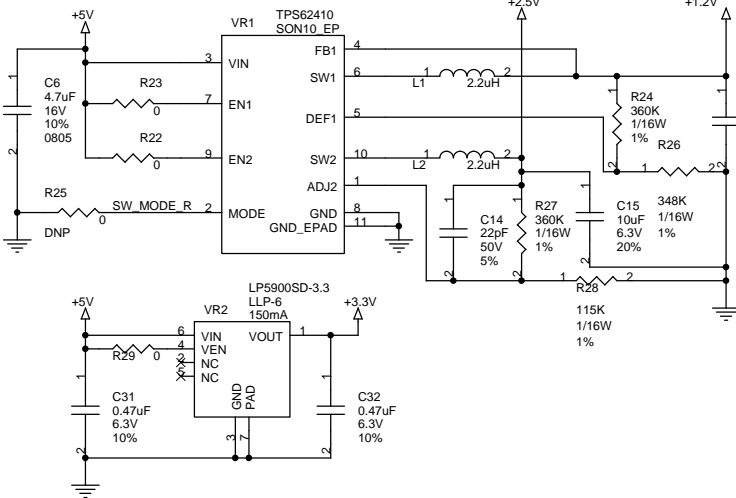 +5V
VR1
TPS62410
SON10_EP
+2.5V
+1.2V
3
VIN
FB1
4
1
C6
4.7uF
16V
10%
0805
2
R23
0
7
EN1
SW1
6
L1
1
2.2uH
2
1
R24
360K
1/16W
1%
2
1
DEF1
5
R22
0
9
EN2
SW2
10
L2
1
2.2uH
2
1
R26
2
348K
1/16W
1%
2
R25
DNP
0
SW_MODE_R
2
MODE
ADJ2
1
GND
8
GND_EPAD
11
1
C14
22pF
50V
5%
2
1
R27
360K
1/16W
1%
2
1
C15
10uF
6.3V
20%
2
1
R28
2
115K
1/16W
1%
+5V
VR2
LP5900SD-3.3
LLP-6
150mA
+3.3V
6
VIN
VOUT
1
R29
0
4
VEN
2
NC
5
NC
GND
PAD
3
7
1
C31
0.47uF
6.3V
10%
2
1
C32
0.47uF
6.3V
10%
2